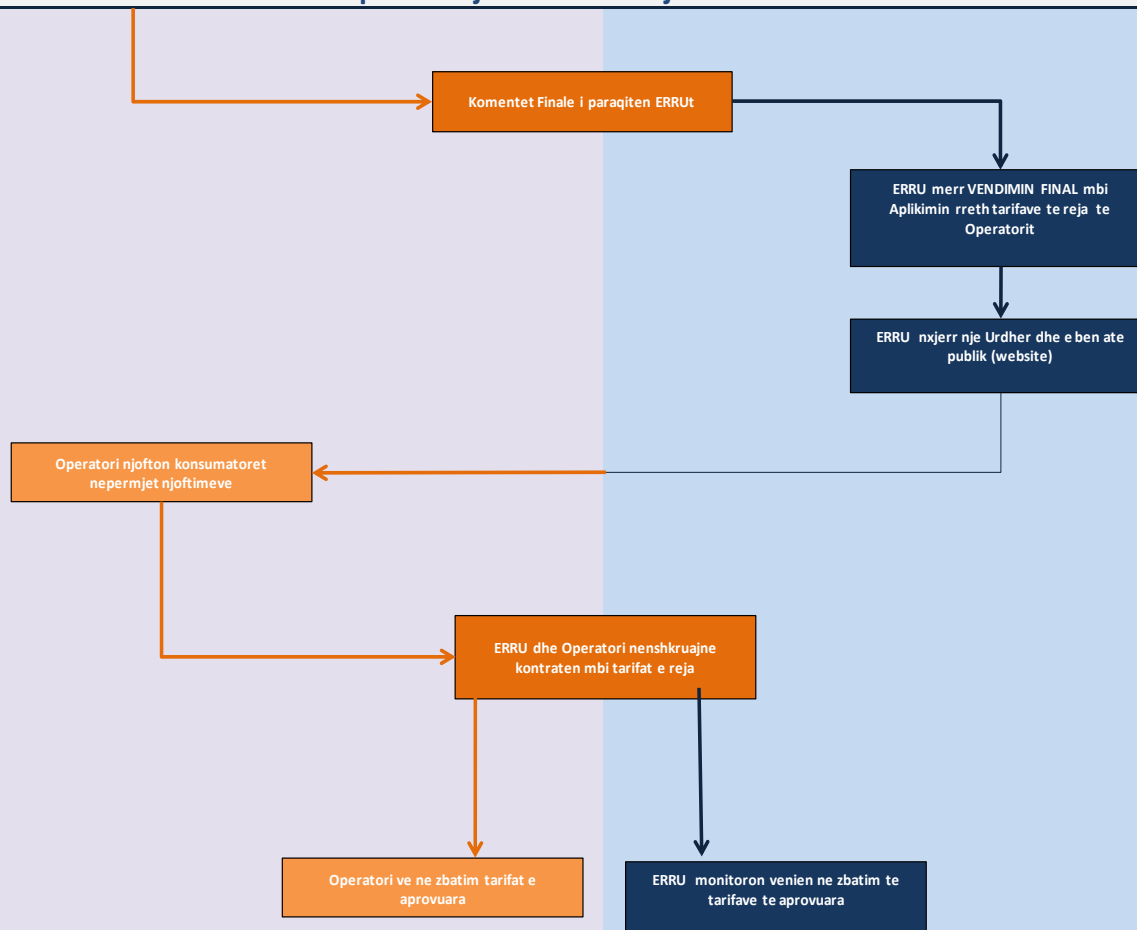 Komentet Finale i paraqiten ERRUt
ERRU merr VENDIMIN FINAL mbi
Aplikimin rreth tarifave te reja te
Operatorit
ERRU nxjerr nje Urdher dhe e ben ate
publik (website)
Operatori njofton konsumatoret
nepermjet njoftimeve
ERRU dhe Operatori nenshkruajne
kontraten mbi tarifat e reja
Operatori ve ne zbatim tarifat e
aprovuara
ERRU monitoron venien ne zbatim te
tarifave te aprovuara